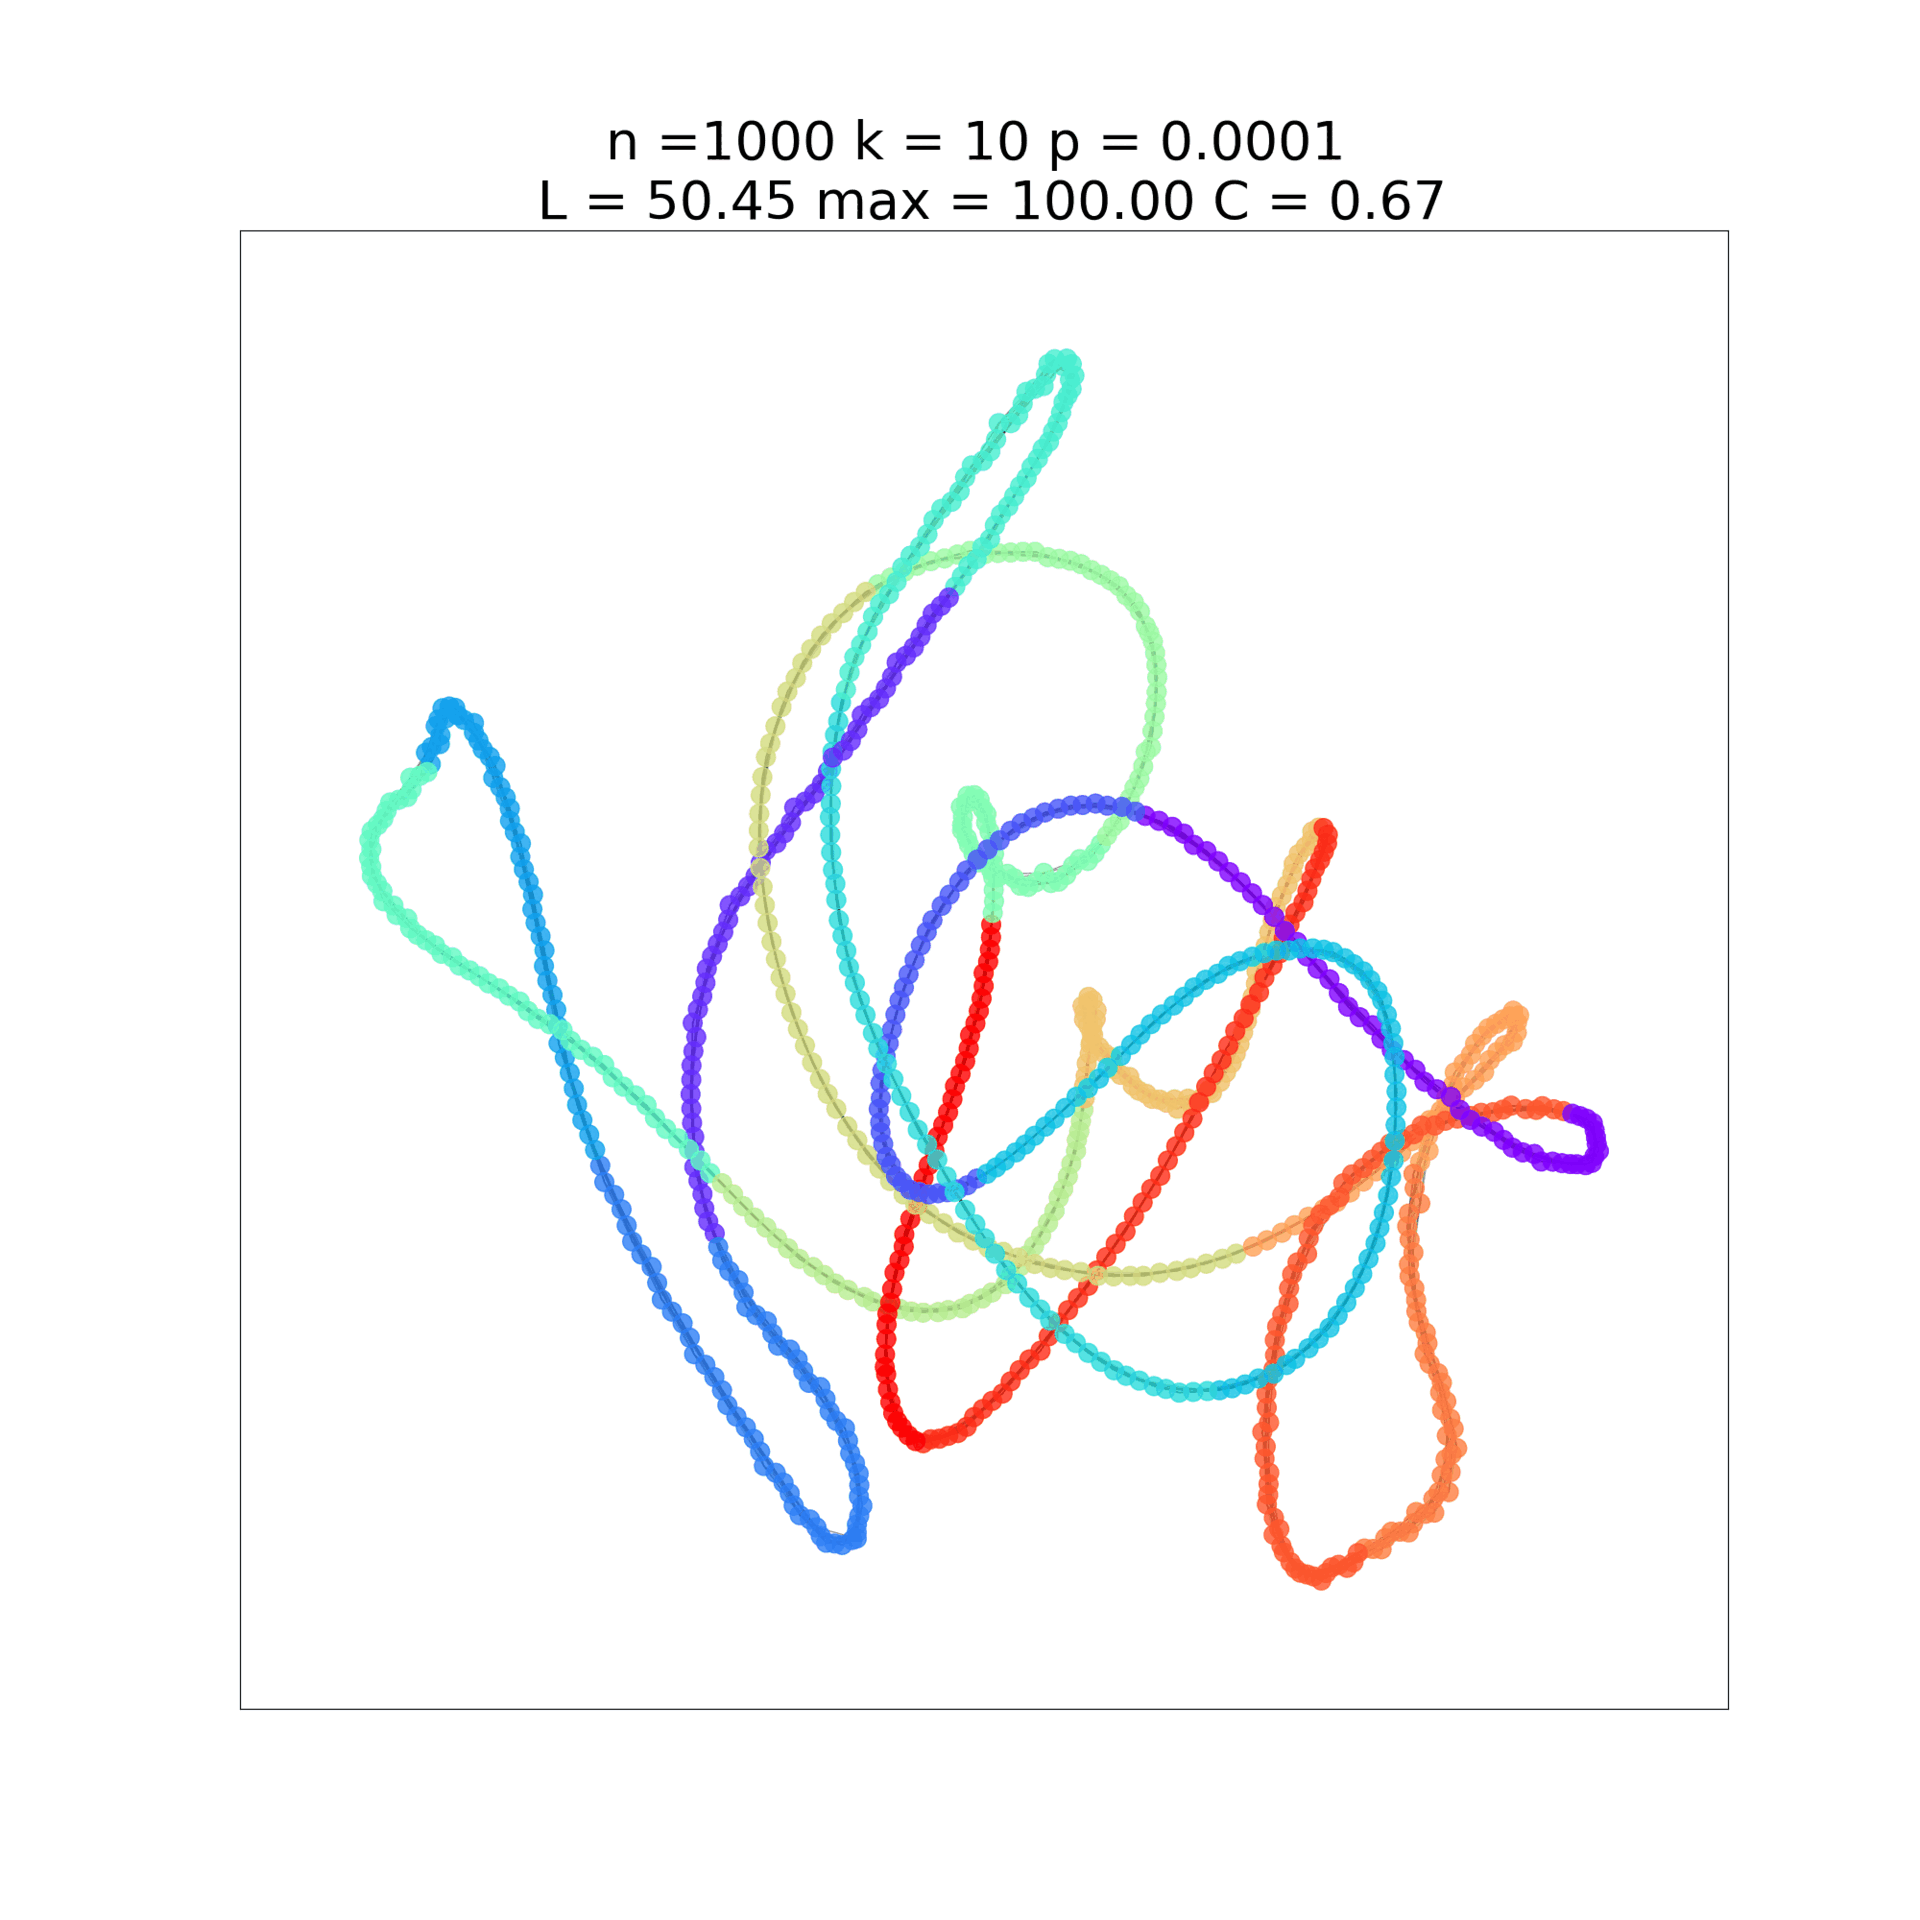 n =1000 k = 10 p = 0.0001
L = 50.45 max = 100.00 C = 0.67